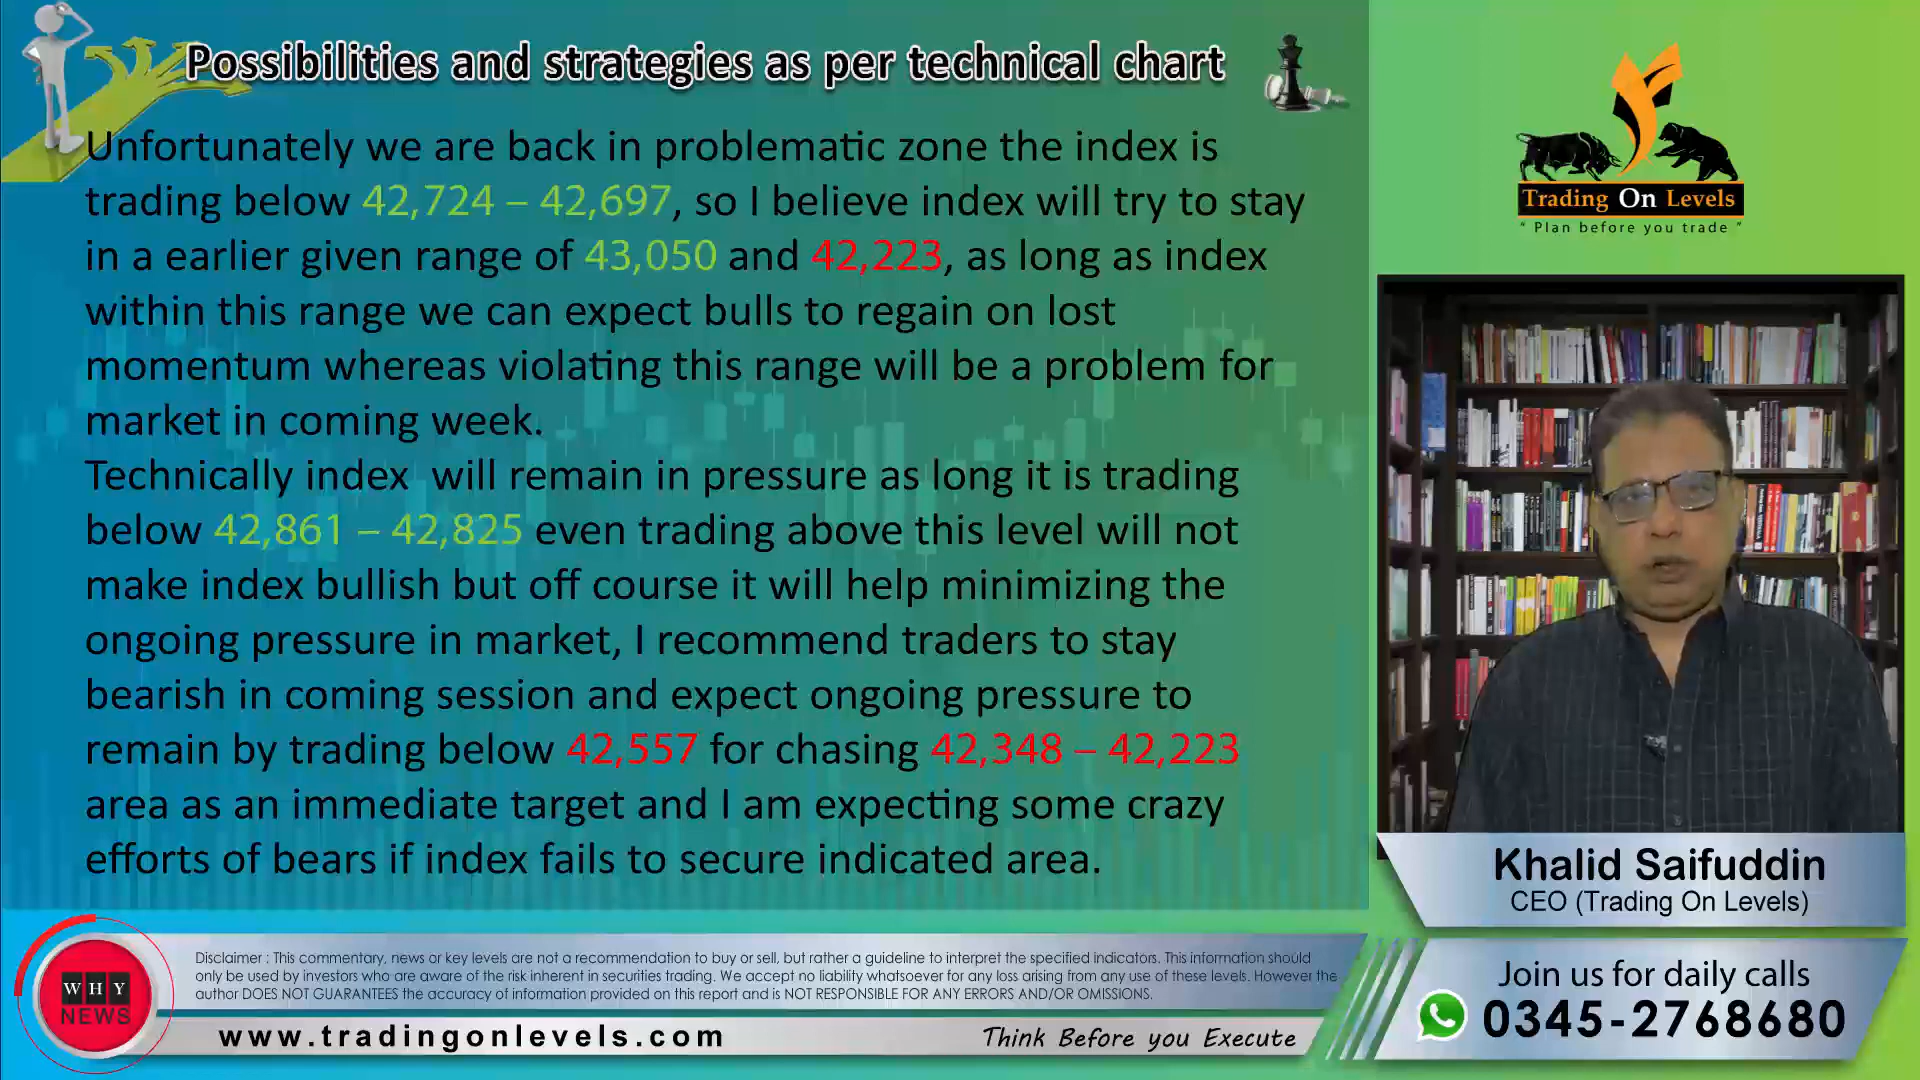 Possibilities and strategies as per technical chart
Unfortunately we are back in problematic zone the index is
trading below 42,724 – 42,697, so I believe index will try to stay
in a earlier given range of 43,050 and 42,223, as long as index
within this range we can expect bulls to regain on lost
momentum whereas violating this range will be a problem for
market in coming week.
Technically index will remain in pressure as long it is trading
below 42,861 – 42,825 even trading above this level will not
make index bullish but off course it will help minimizing the
ongoing pressure in market, I recommend traders to stay
bearish in coming session and expect ongoing pressure to
remain by trading below 42,557 for chasing 42,348 – 42,223
area as an immediate target and I am expecting some crazy
efforts of bears if index fails to secure indicated area.
Trading On Levels
" Plan before you trade "
Khalid Saifuddin
CEO (Trading On Levels)
WHY
NEWS
Disclaimer : This commentary, news or key levels are not a recommendation to buy or sell, but rather a guideline to interpret the specified indicators. This information should
only be used by investors who are aware of the risk inherent in securities trading. We accept no liability whatsoever for any loss arising from any use of these levels. However the
author DOES NOT GUARANTEES the accuracy of information provided on this report and is NOT RESPONSIBLE FOR ANY ERRORS AND/OR OMISSIONS.
www.tradingonlevels.com
Think Before you Execute
Join us for daily calls
0345-2768680